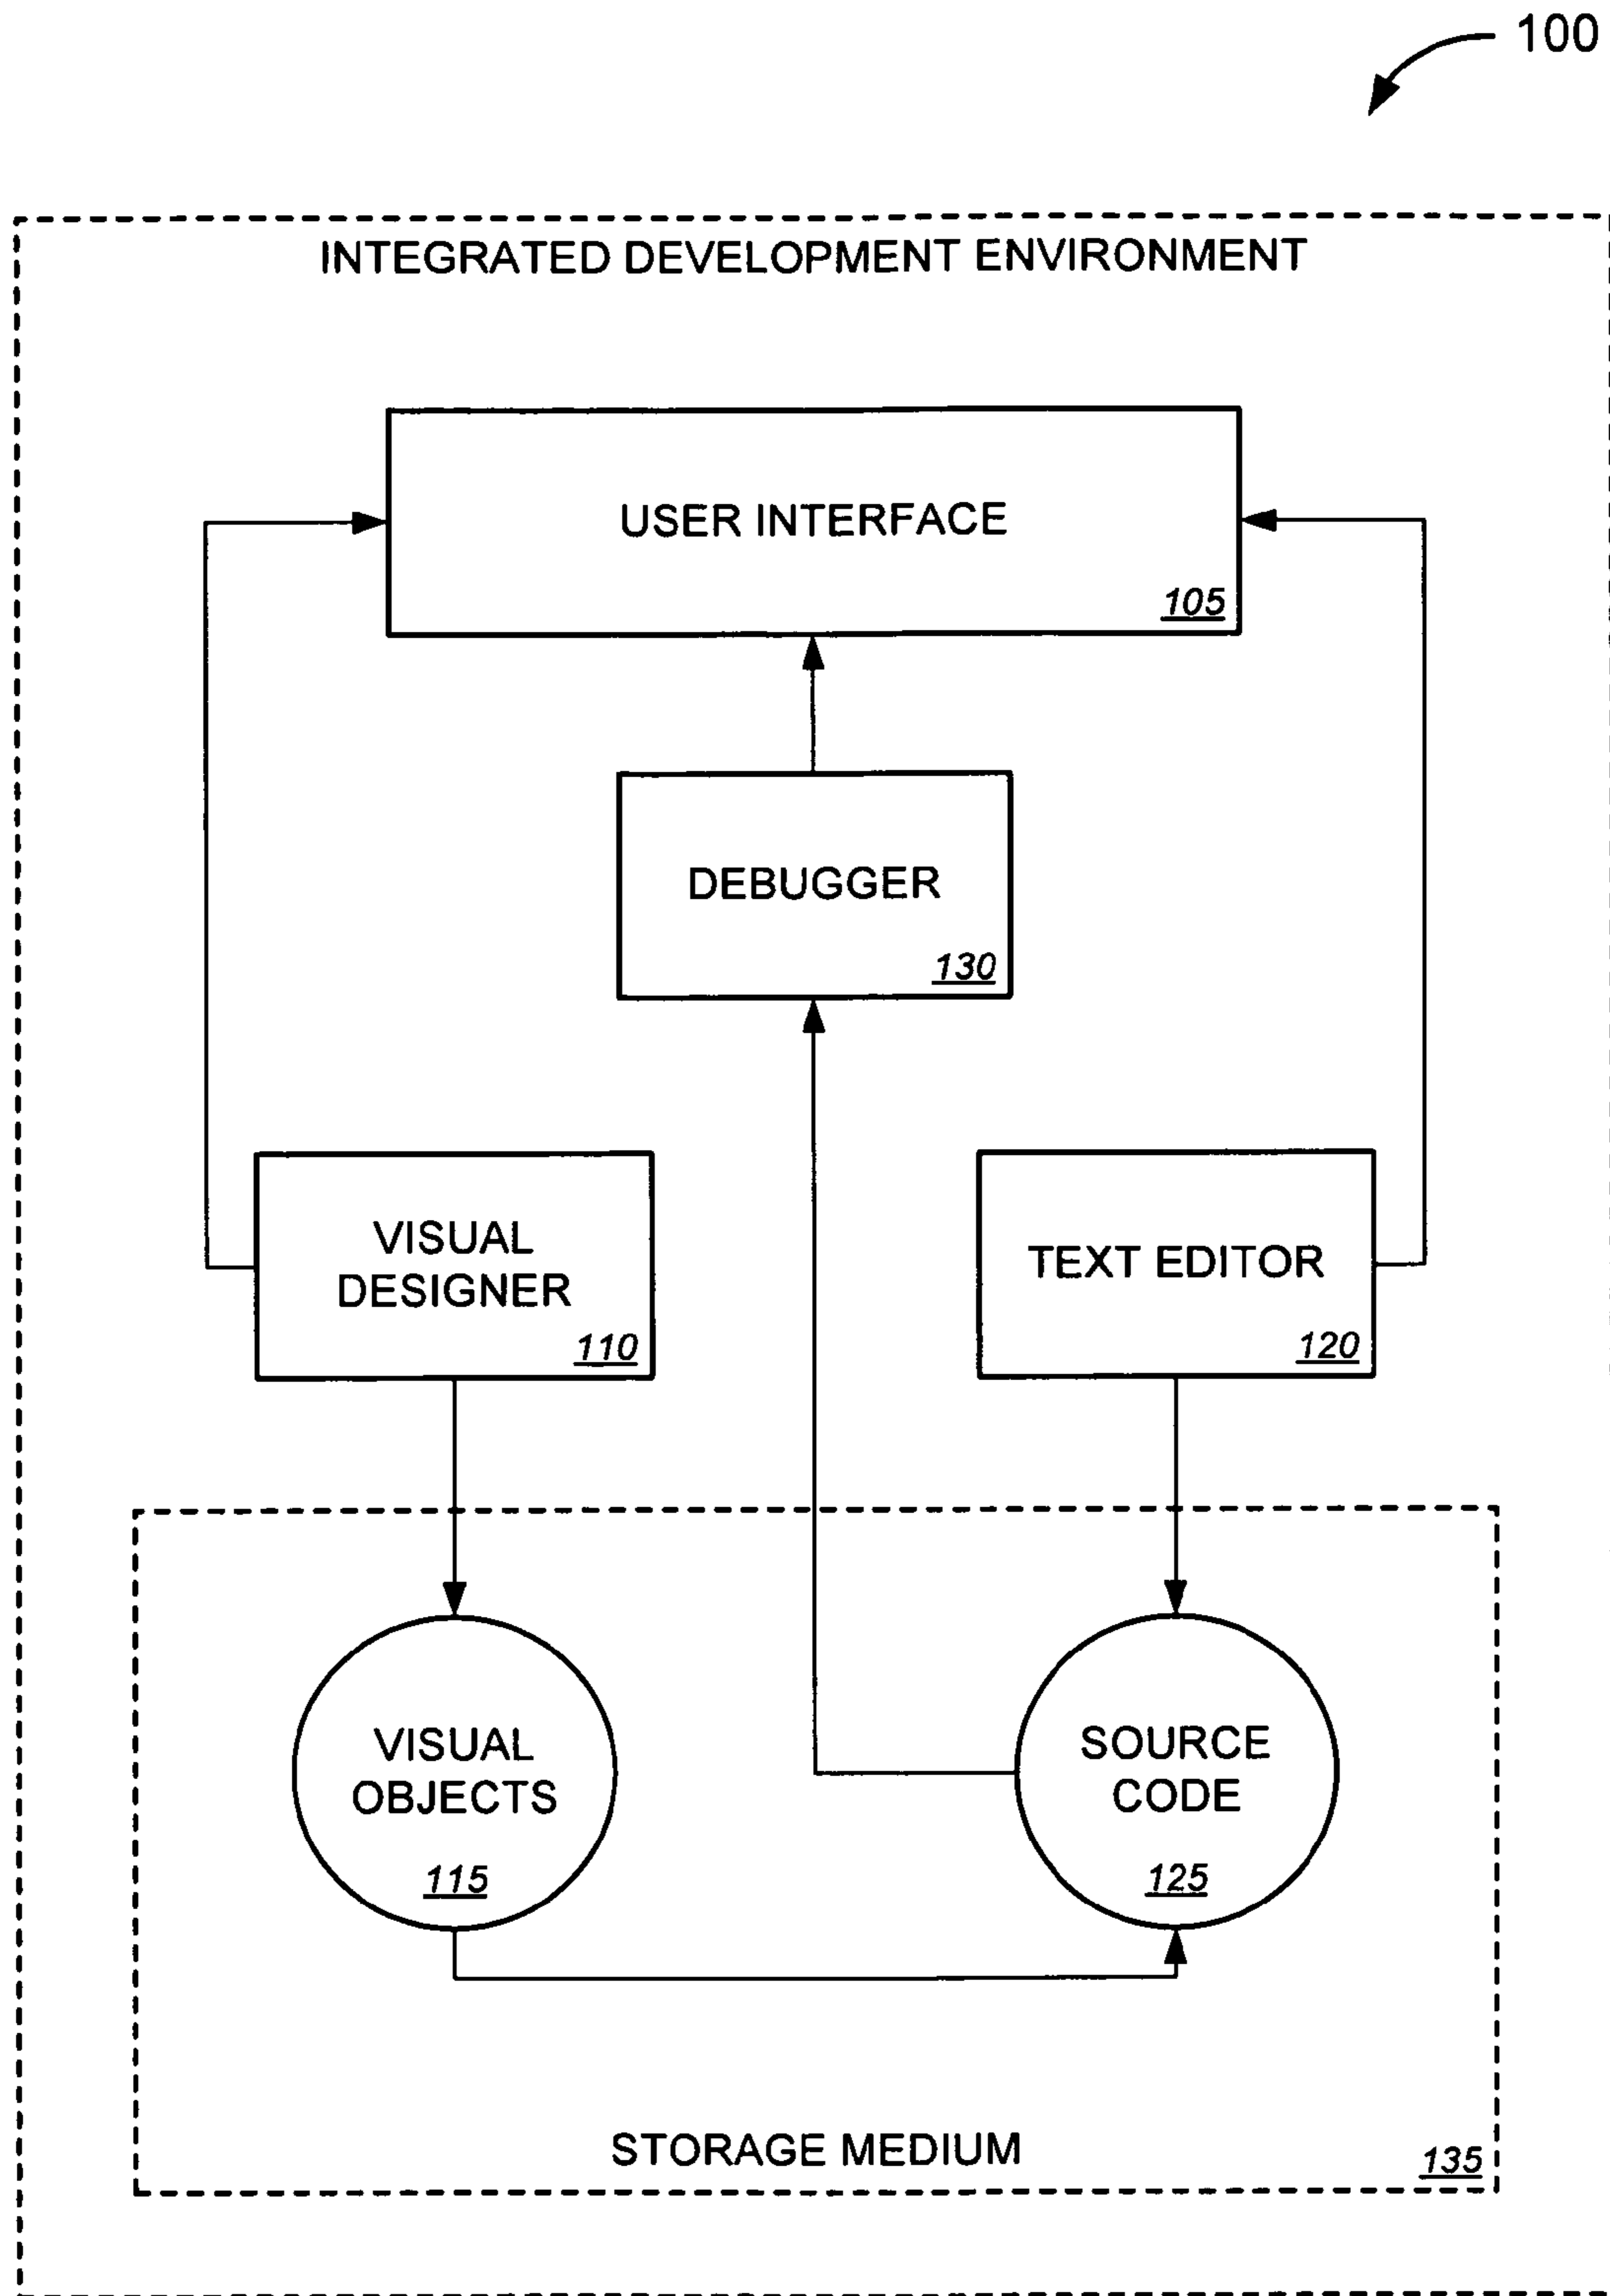 100
INTEGRATED DEVELOPMENT ENVIRONMENT
USER INTERFACE
105
DEBUGGER
130
VISUAL
DESIGNER
110
TEXT EDITOR
120
VISUAL
OBJECTS
115
SOURCE
CODE
125
STORAGE MEDIUM
135